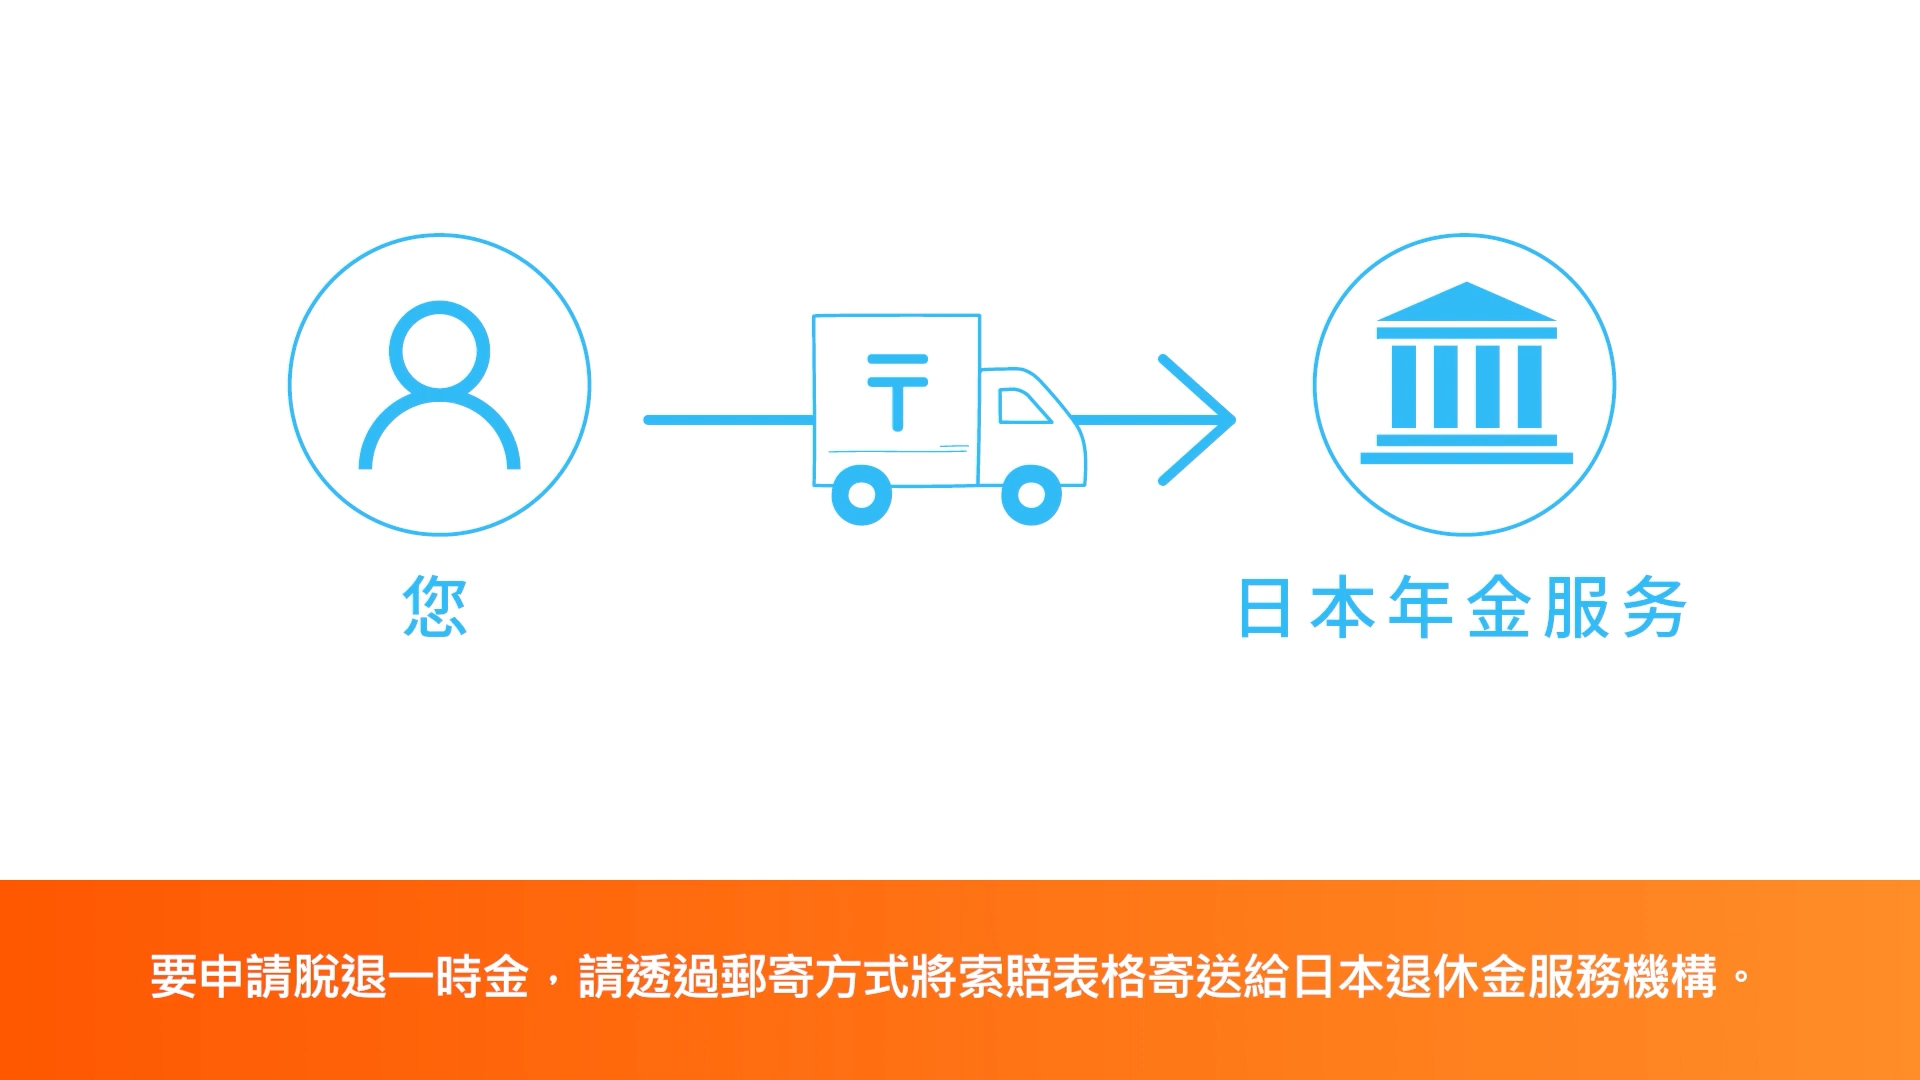 〒
您
日本年金服务
要申請脫退一時金，請透過郵寄方式將索賠表格寄送給日本退休金服務機構。